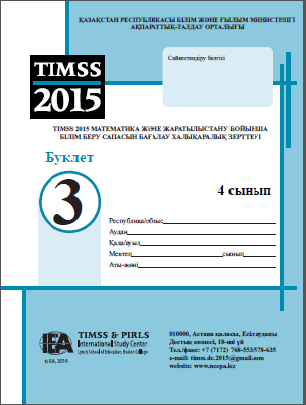 ҚАЗАҚСТАН РЕСПУБЛИКАСЫ БІЛІМ ЖӘНЕ ҒЫЛЫМ МИНИСТРЛІГІ
АҚПАРАТТЫҚ-ТАЛДАУ ОРТАЛЫҒЫ
Сәйкестендіру белгісі
TIMSS
2015
TIMSS 2015 МАТЕМАТИКА ЖӘНЕ ЖАРАТЫЛЫСТАНУ БОЙЫНША
БІЛІМ БЕРУ САПАСЫН БАҒАЛАУ ХАЛЫҚАРАЛЫҚ ЗЕРТТЕУІ
Буклет
3
4 сынып
Республика/облыс
Аудан
Қала/ауыл
Мектеп сынып
Аты-жөні
IEA
© IEA, 2014
TIMSS & PIRLS
International Study Center
Lynch School of Education, Boston College
010000, Астана қаласы, Есіл ауданы
Достық көшесі, 18-ші үй
Тел./факс: +7 (7172) 768-553/578-635
e-mail: timss.dc.2015@gmail.com
website: www.ncepa.kz